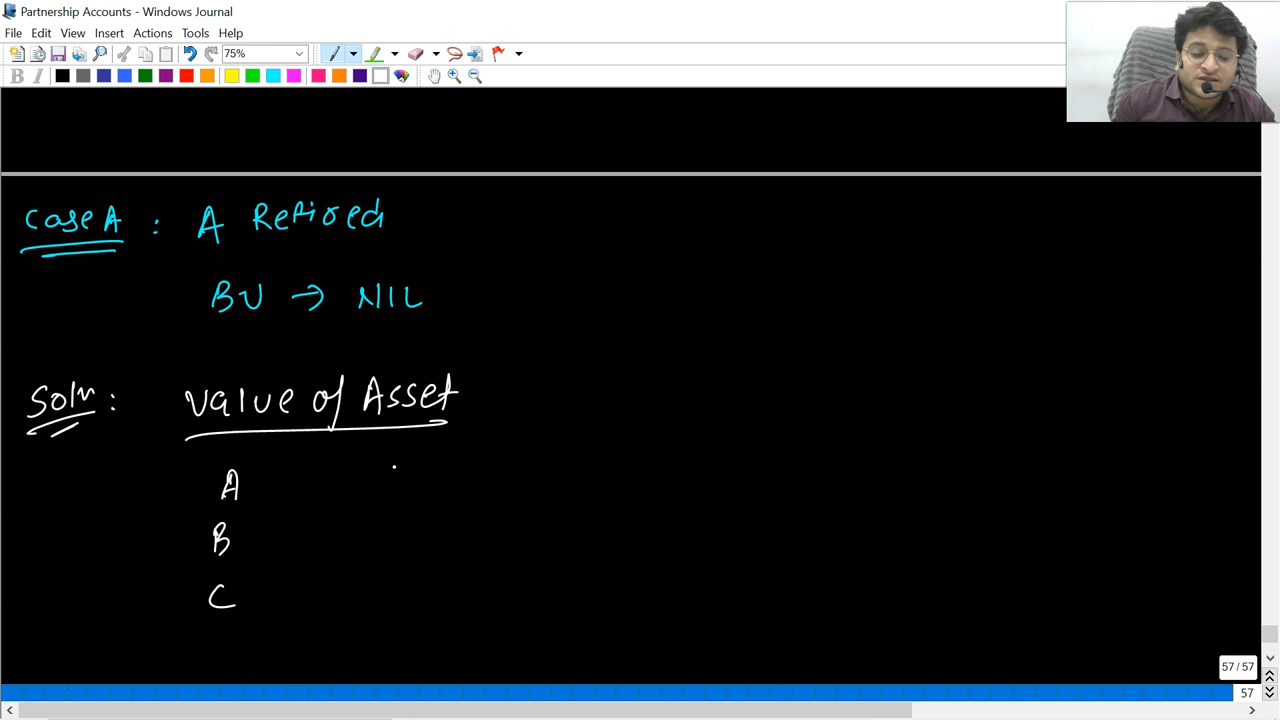 Partnership Accounts - Windows Journal
File Edit View Insert Actions Tools Help
75%
B I
Case A : A Retired
BV → NIL
Soln : Value of Asset
A
B
C
57 / 57
57